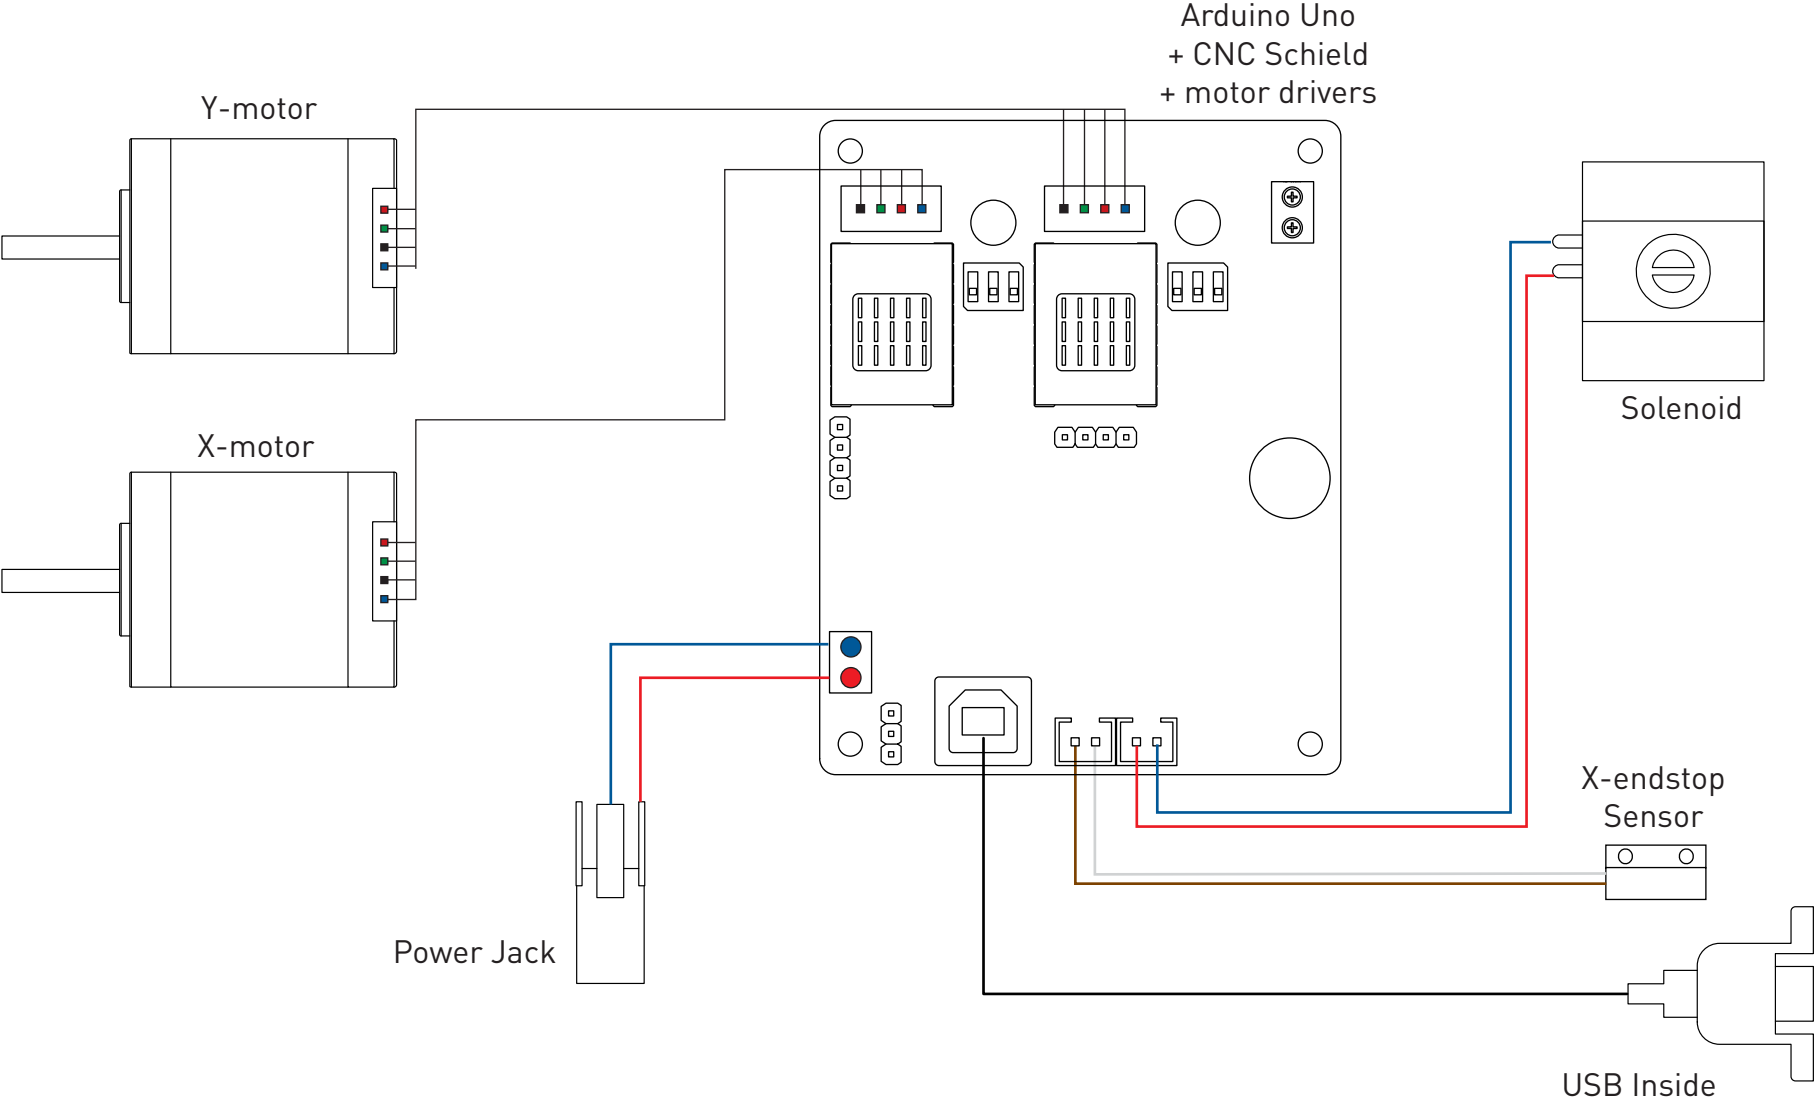 Arduino Uno
+ CNC Schield
+ motor drivers
Y-motor
X-motor
Solenoid
X-endstop
Sensor
Power Jack
USB Inside